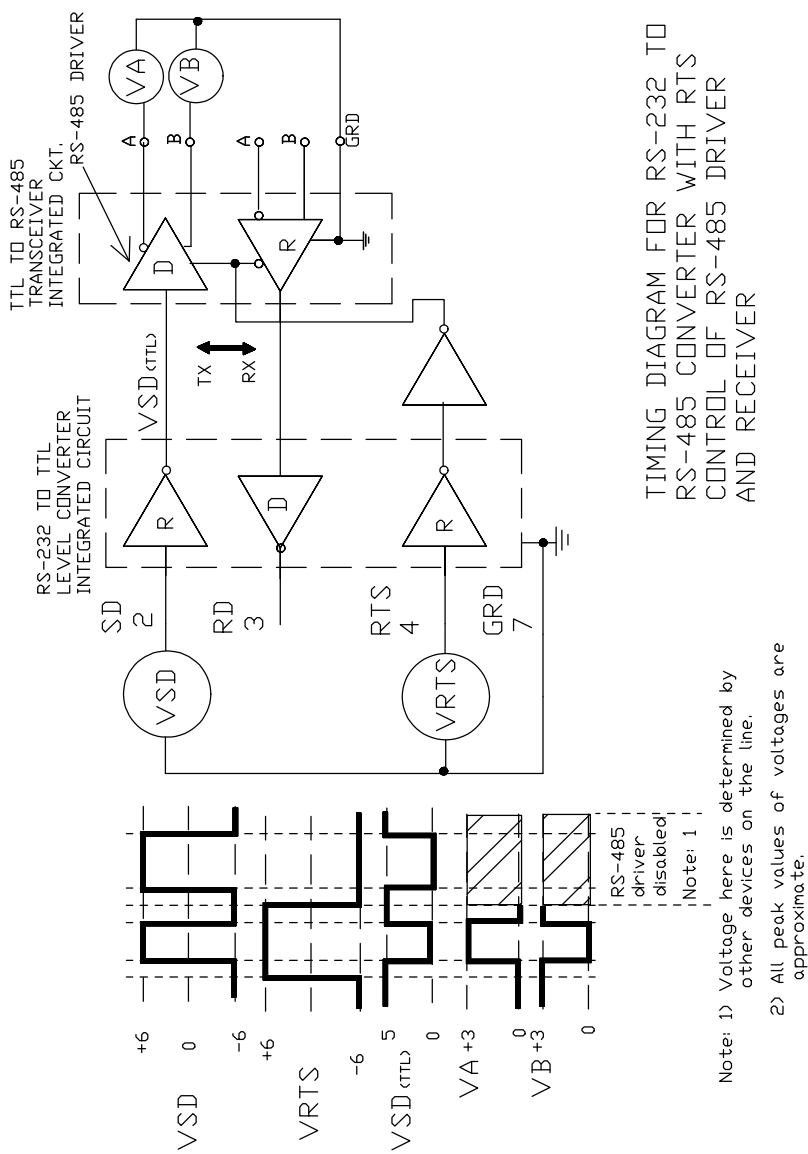 TTL TO RS-485
TRANSCEIVER
INTEGRATED CKT.
RS-485 DRIVER
RS-232 TO TTL
LEVEL CONVERTER
INTEGRATED CIRCUIT
VA
VB
A
B
A
B
GRD
D
R
VSD(TTL)
TX
RX
R
D
R
SD
2
RD
3
RTS
4
GRD
7
VSD
VRTS
VSD
+6
0
-6
VRTS
+6
-6
VSD(TTL)
5
0
VA
+3
0
VB
+3
0
RS-485
driver
disabled
Note: 1
Note: 1) Voltage here is determined by
other devices on the line.
2) All peak values of voltages are
approximate.
TIMING DIAGRAM FOR RS-232 TO
RS-485 CONVERTER WITH RTS
CONTROL OF RS-485 DRIVER
AND RECEIVER